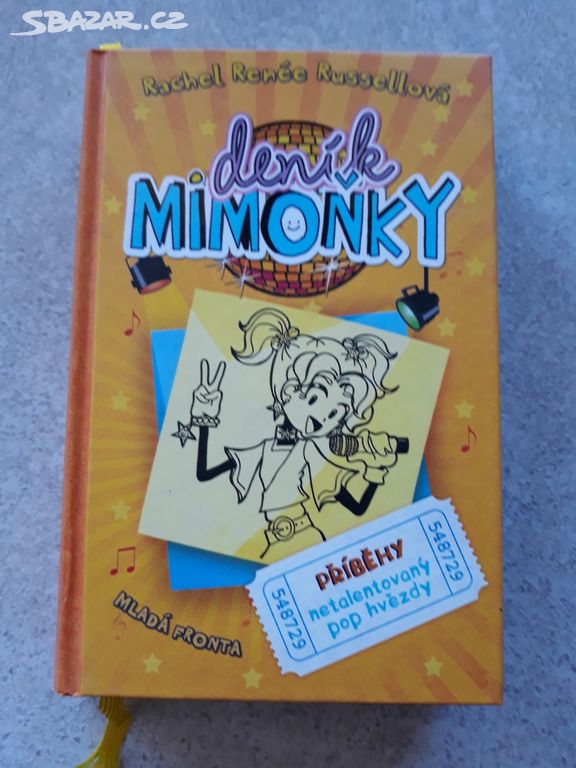 SBAZAR.CZ
Rachel Renée Russellová
deník
MIMOŇKY
548729
PŘÍBĚHY
netalentovaný
pop hvězdy
548729
MLADÁ FRONTA